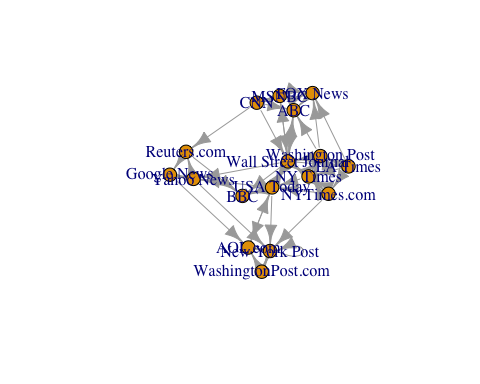 FOX News
MSNBC
CNN
ABC
Reuters.com
Washington Post
Wall Street Journal
LA Times
Google News
Yahoo News
NY Times
USA Today
BBC
NYTimes.com
AOL.com
New York Post
WashingtonPost.com